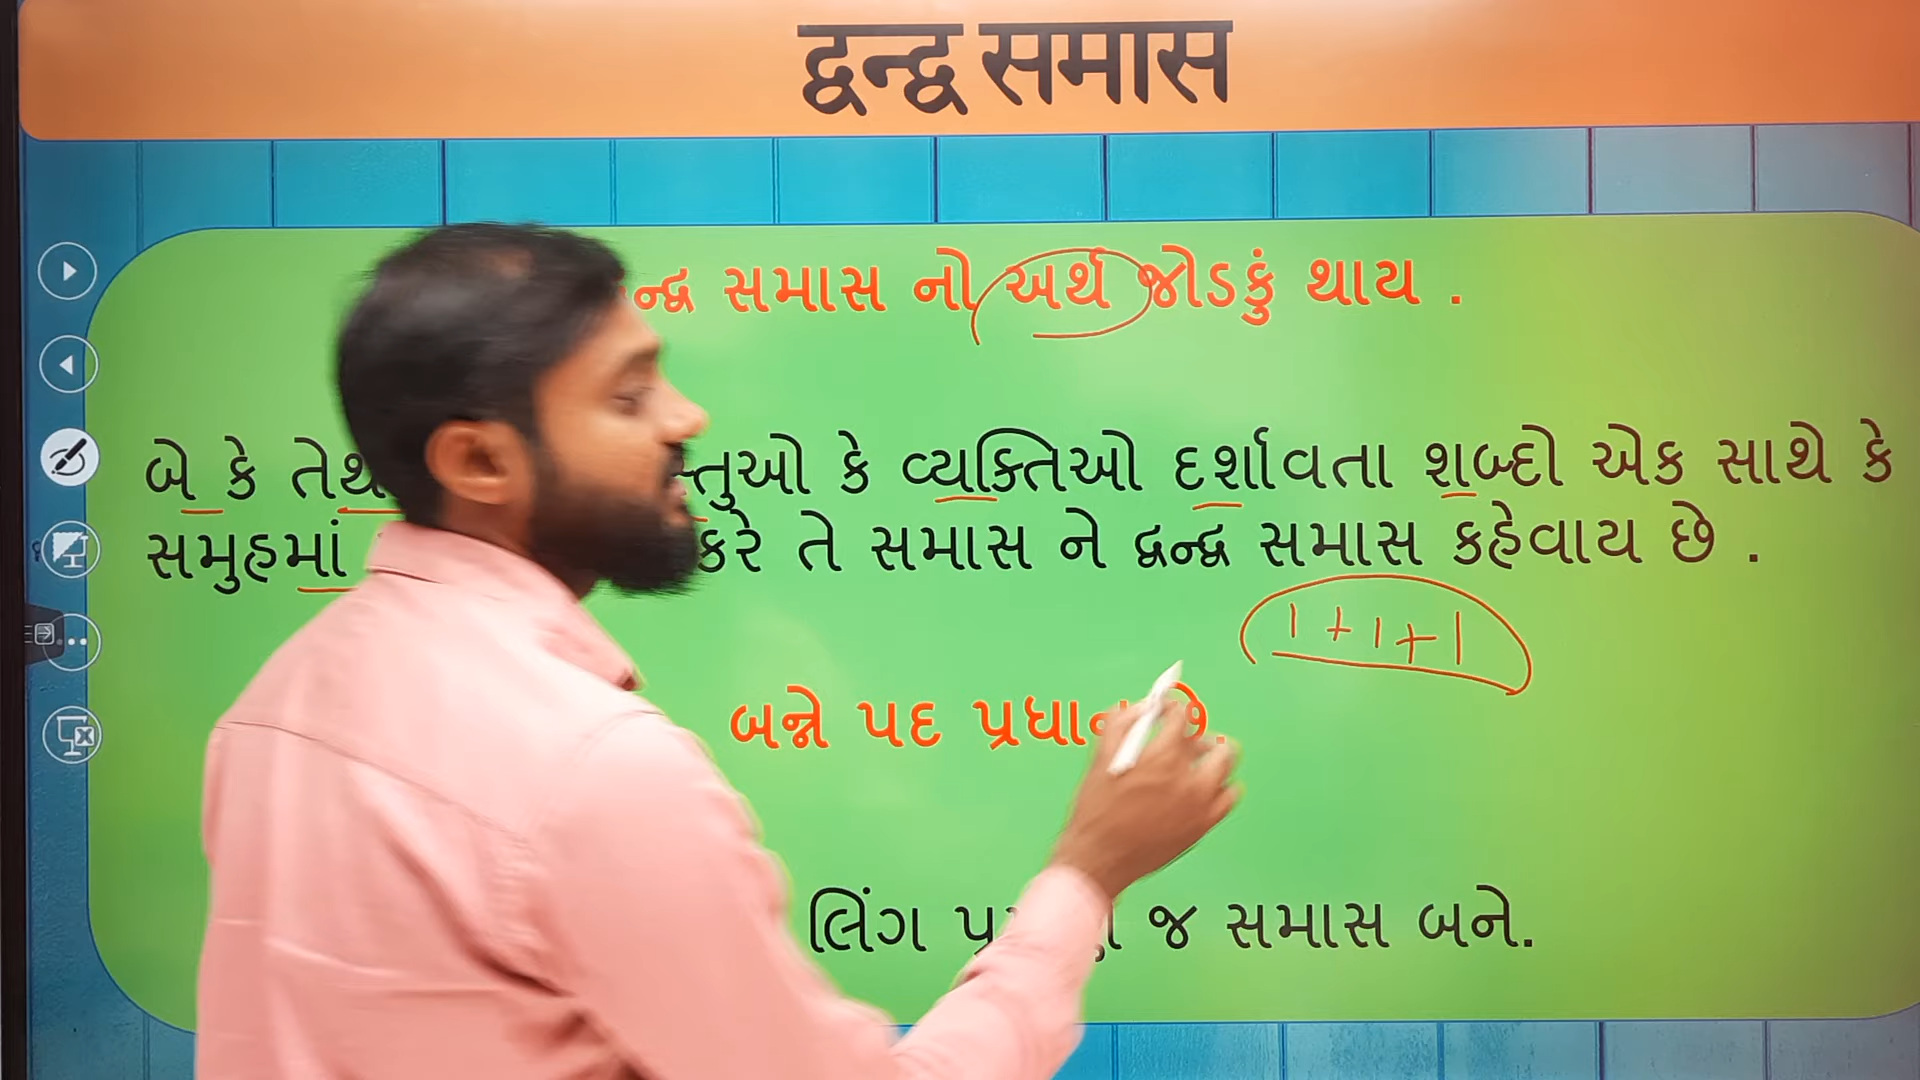 द्वन्द्व समास
સમાસ નો અર્થ જોડકું થાય .
બે કે કે વ્યક્તિઓ દર્શાવતા શબ્દો એક સાથે કે
સમુહમાં કરે તે સમાસ ને દ્વન્દ્વ સમાસ કહેવાય છે .
1 + 1 + 1
બન્ને પદ પ્રધાન છે.
લિંગ જ સમાસ બને.